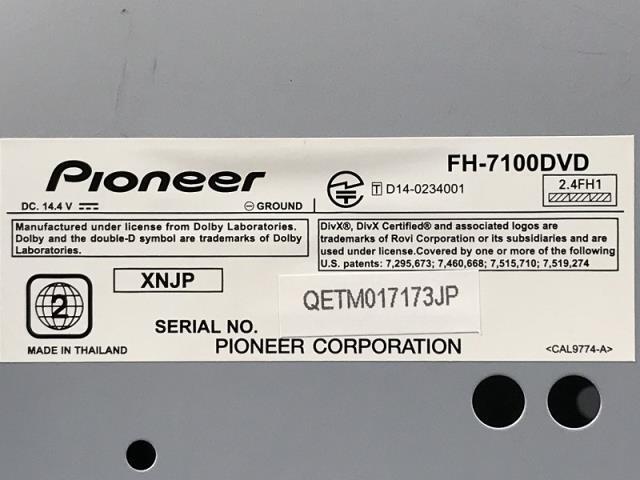 Pioneer
FH-7100DVD
DC. 14.4 V
⊖ GROUND
T D14-0234001
2.4FH1
Manufactured under license from Dolby Laboratories.
Dolby and the double-D symbol are trademarks of Dolby
Laboratories.
DivX®, DivX Certified® and associated logos are
trademarks of Rovi Corporation or its subsidiaries and are
used under license.Covered by one or more of the following
U.S. patents: 7,295,673; 7,460,668; 7,515,710; 7,519,274
2
XNJP
QETM017173JP
SERIAL NO.
MADE IN THAILAND
PIONEER CORPORATION
<CAL9774-A>